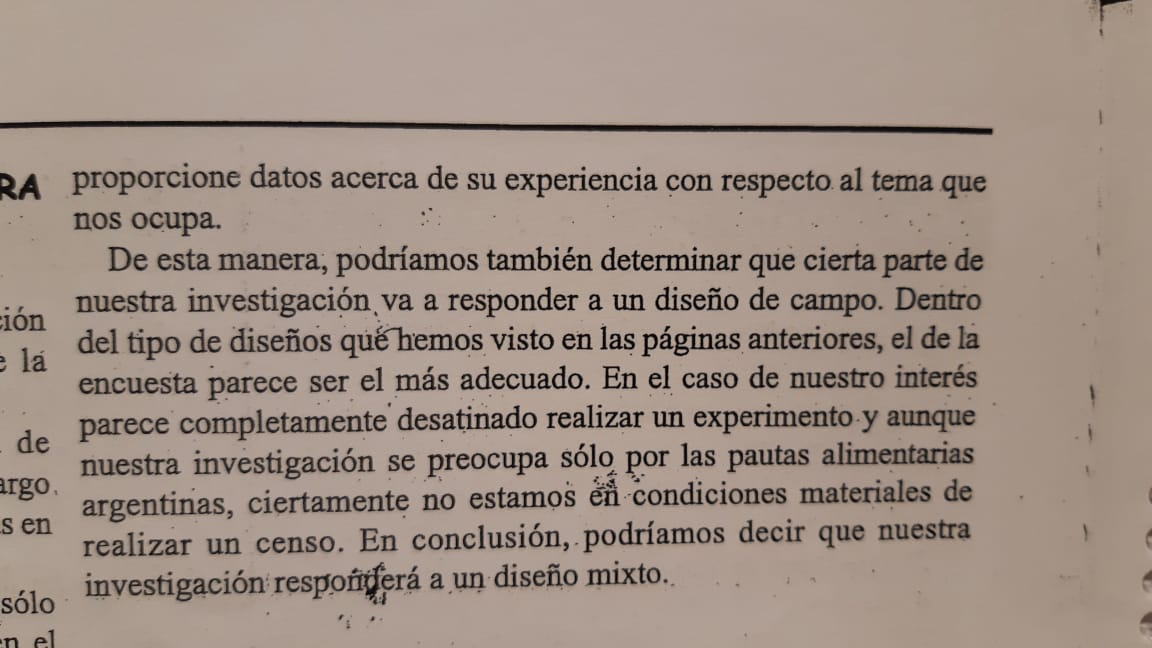 RA
ción
la
de
s en
sólo
el
proporcione datos acerca de su experiencia con respecto al tema que
nos ocupa.
De esta manera, podríamos también determinar que cierta parte de
nuestra investigación va a responder a un diseño de campo. Dentro
del tipo de diseños que hemos visto en las páginas anteriores, el de la
encuesta parece ser el más adecuado. En el caso de nuestro interés
parece completamente desatinado realizar un experimento y aunque
nuestra investigación se preocupa sólo por las pautas alimentarias
argentinas, ciertamente no estamos en condiciones materiales de
realizar un censo. En conclusión, podríamos decir que nuestra
investigación responderá a un diseño mixto.